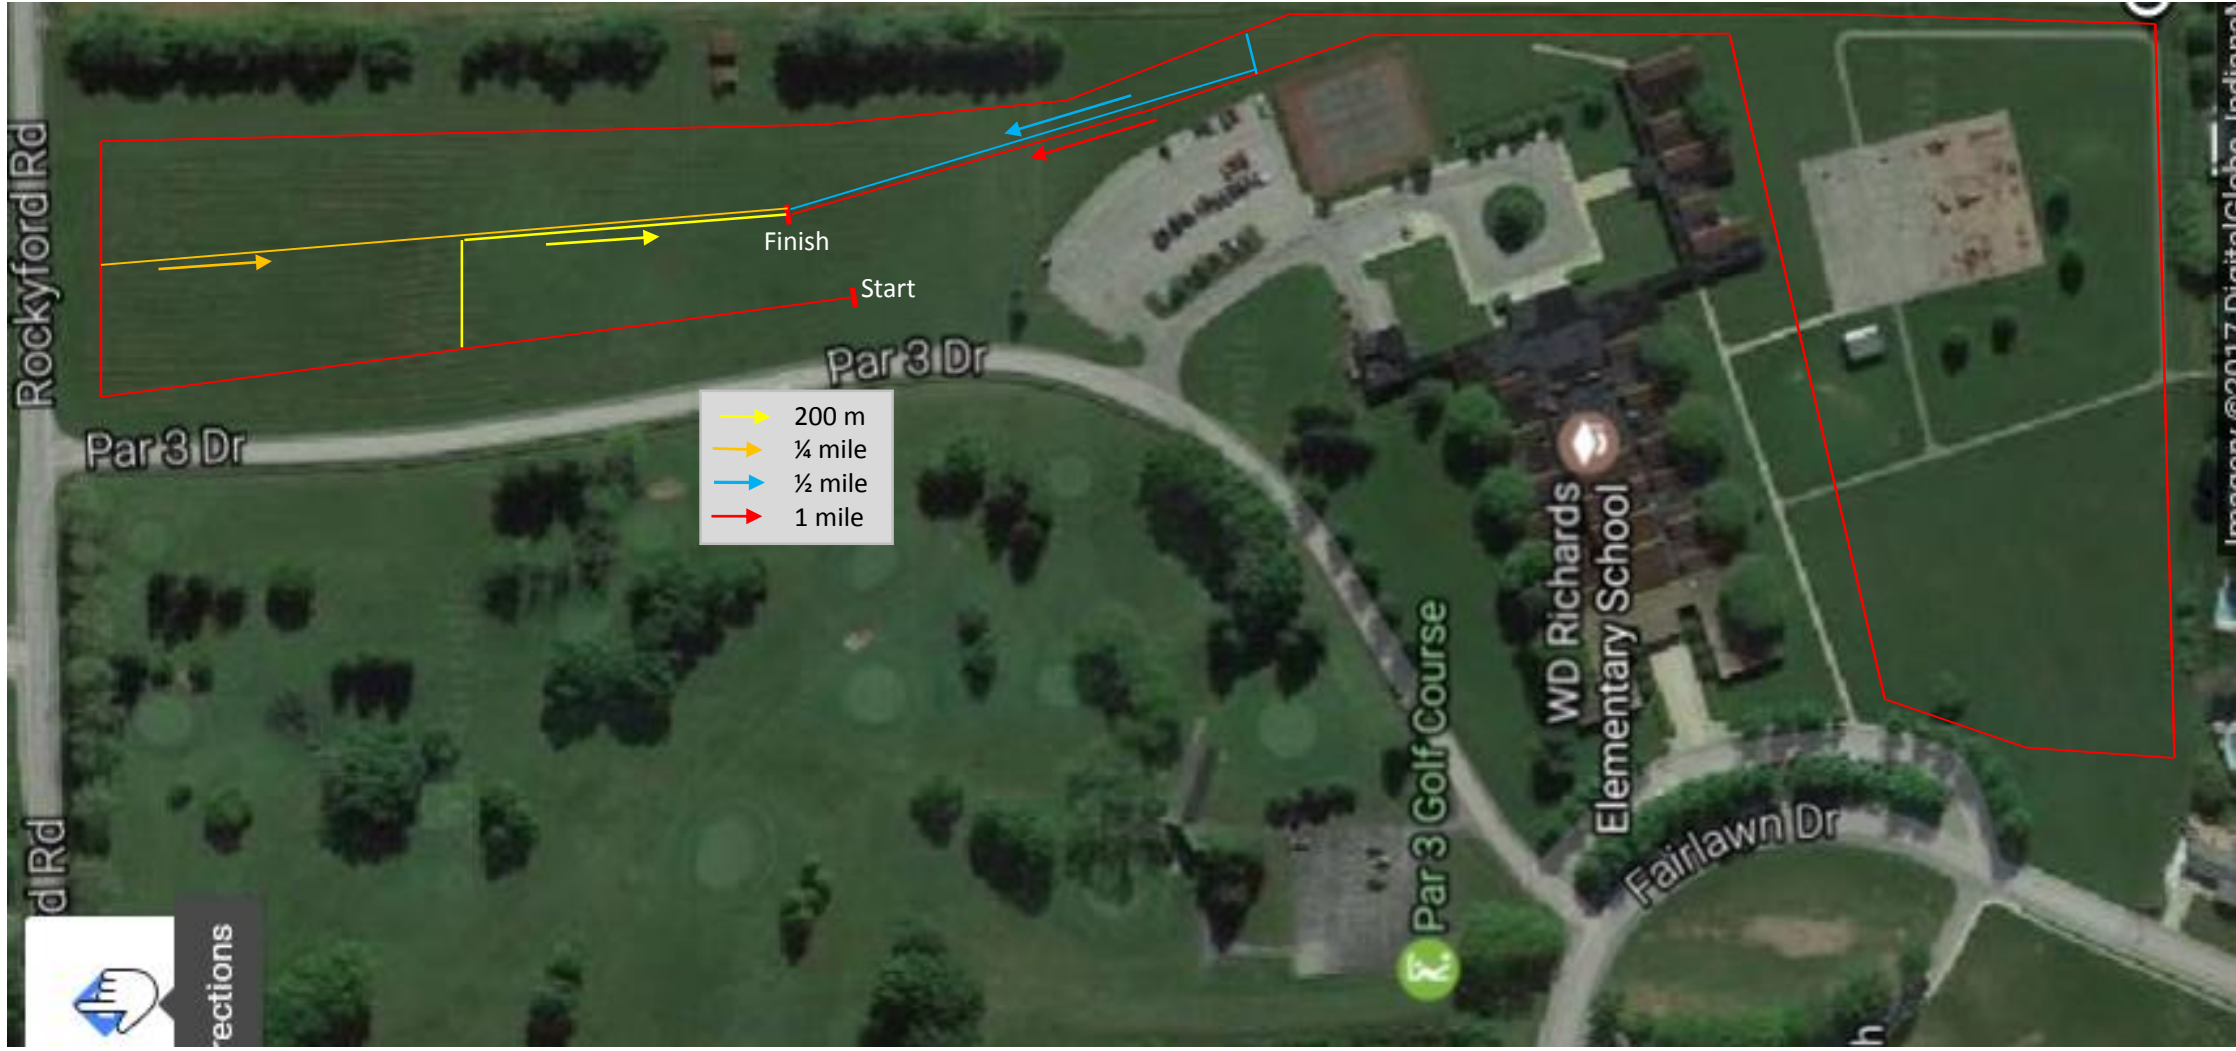 Rockyford Rd
Finish
Start
Par 3 Dr
Par 3 Dr
200 m
¼ mile
½ mile
1 mile
WD Richards
Elementary School
Par 3 Golf Course
Fairlawn Dr
d Rd
rections
h